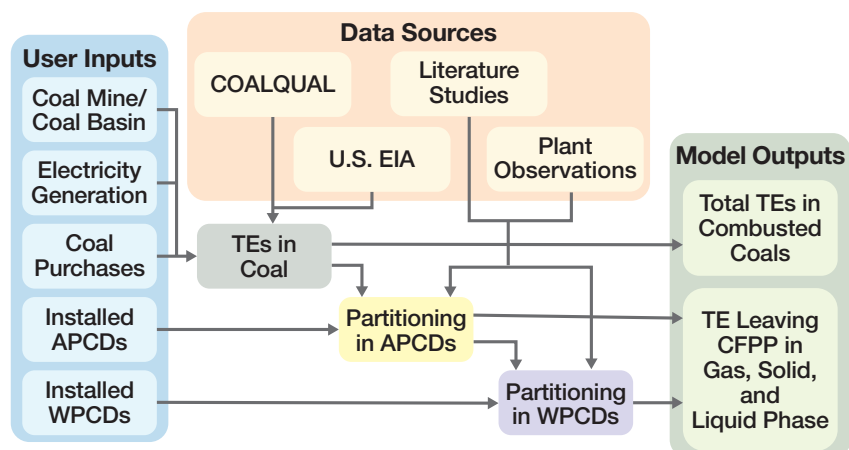 User Inputs
Coal Mine/
Coal Basin
Electricity
Generation
Coal
Purchases
Installed
APCDs
Installed
WPCDs
Data Sources
COALQUAL
Literature
Studies
U.S. EIA
Plant
Observations
TEs in
Coal
Partitioning
in APCDs
Partitioning
in WPCDs
Model Outputs
Total TEs in
Combusted
Coals
TE Leaving
CFPP in
Gas, Solid,
and
Liquid Phase